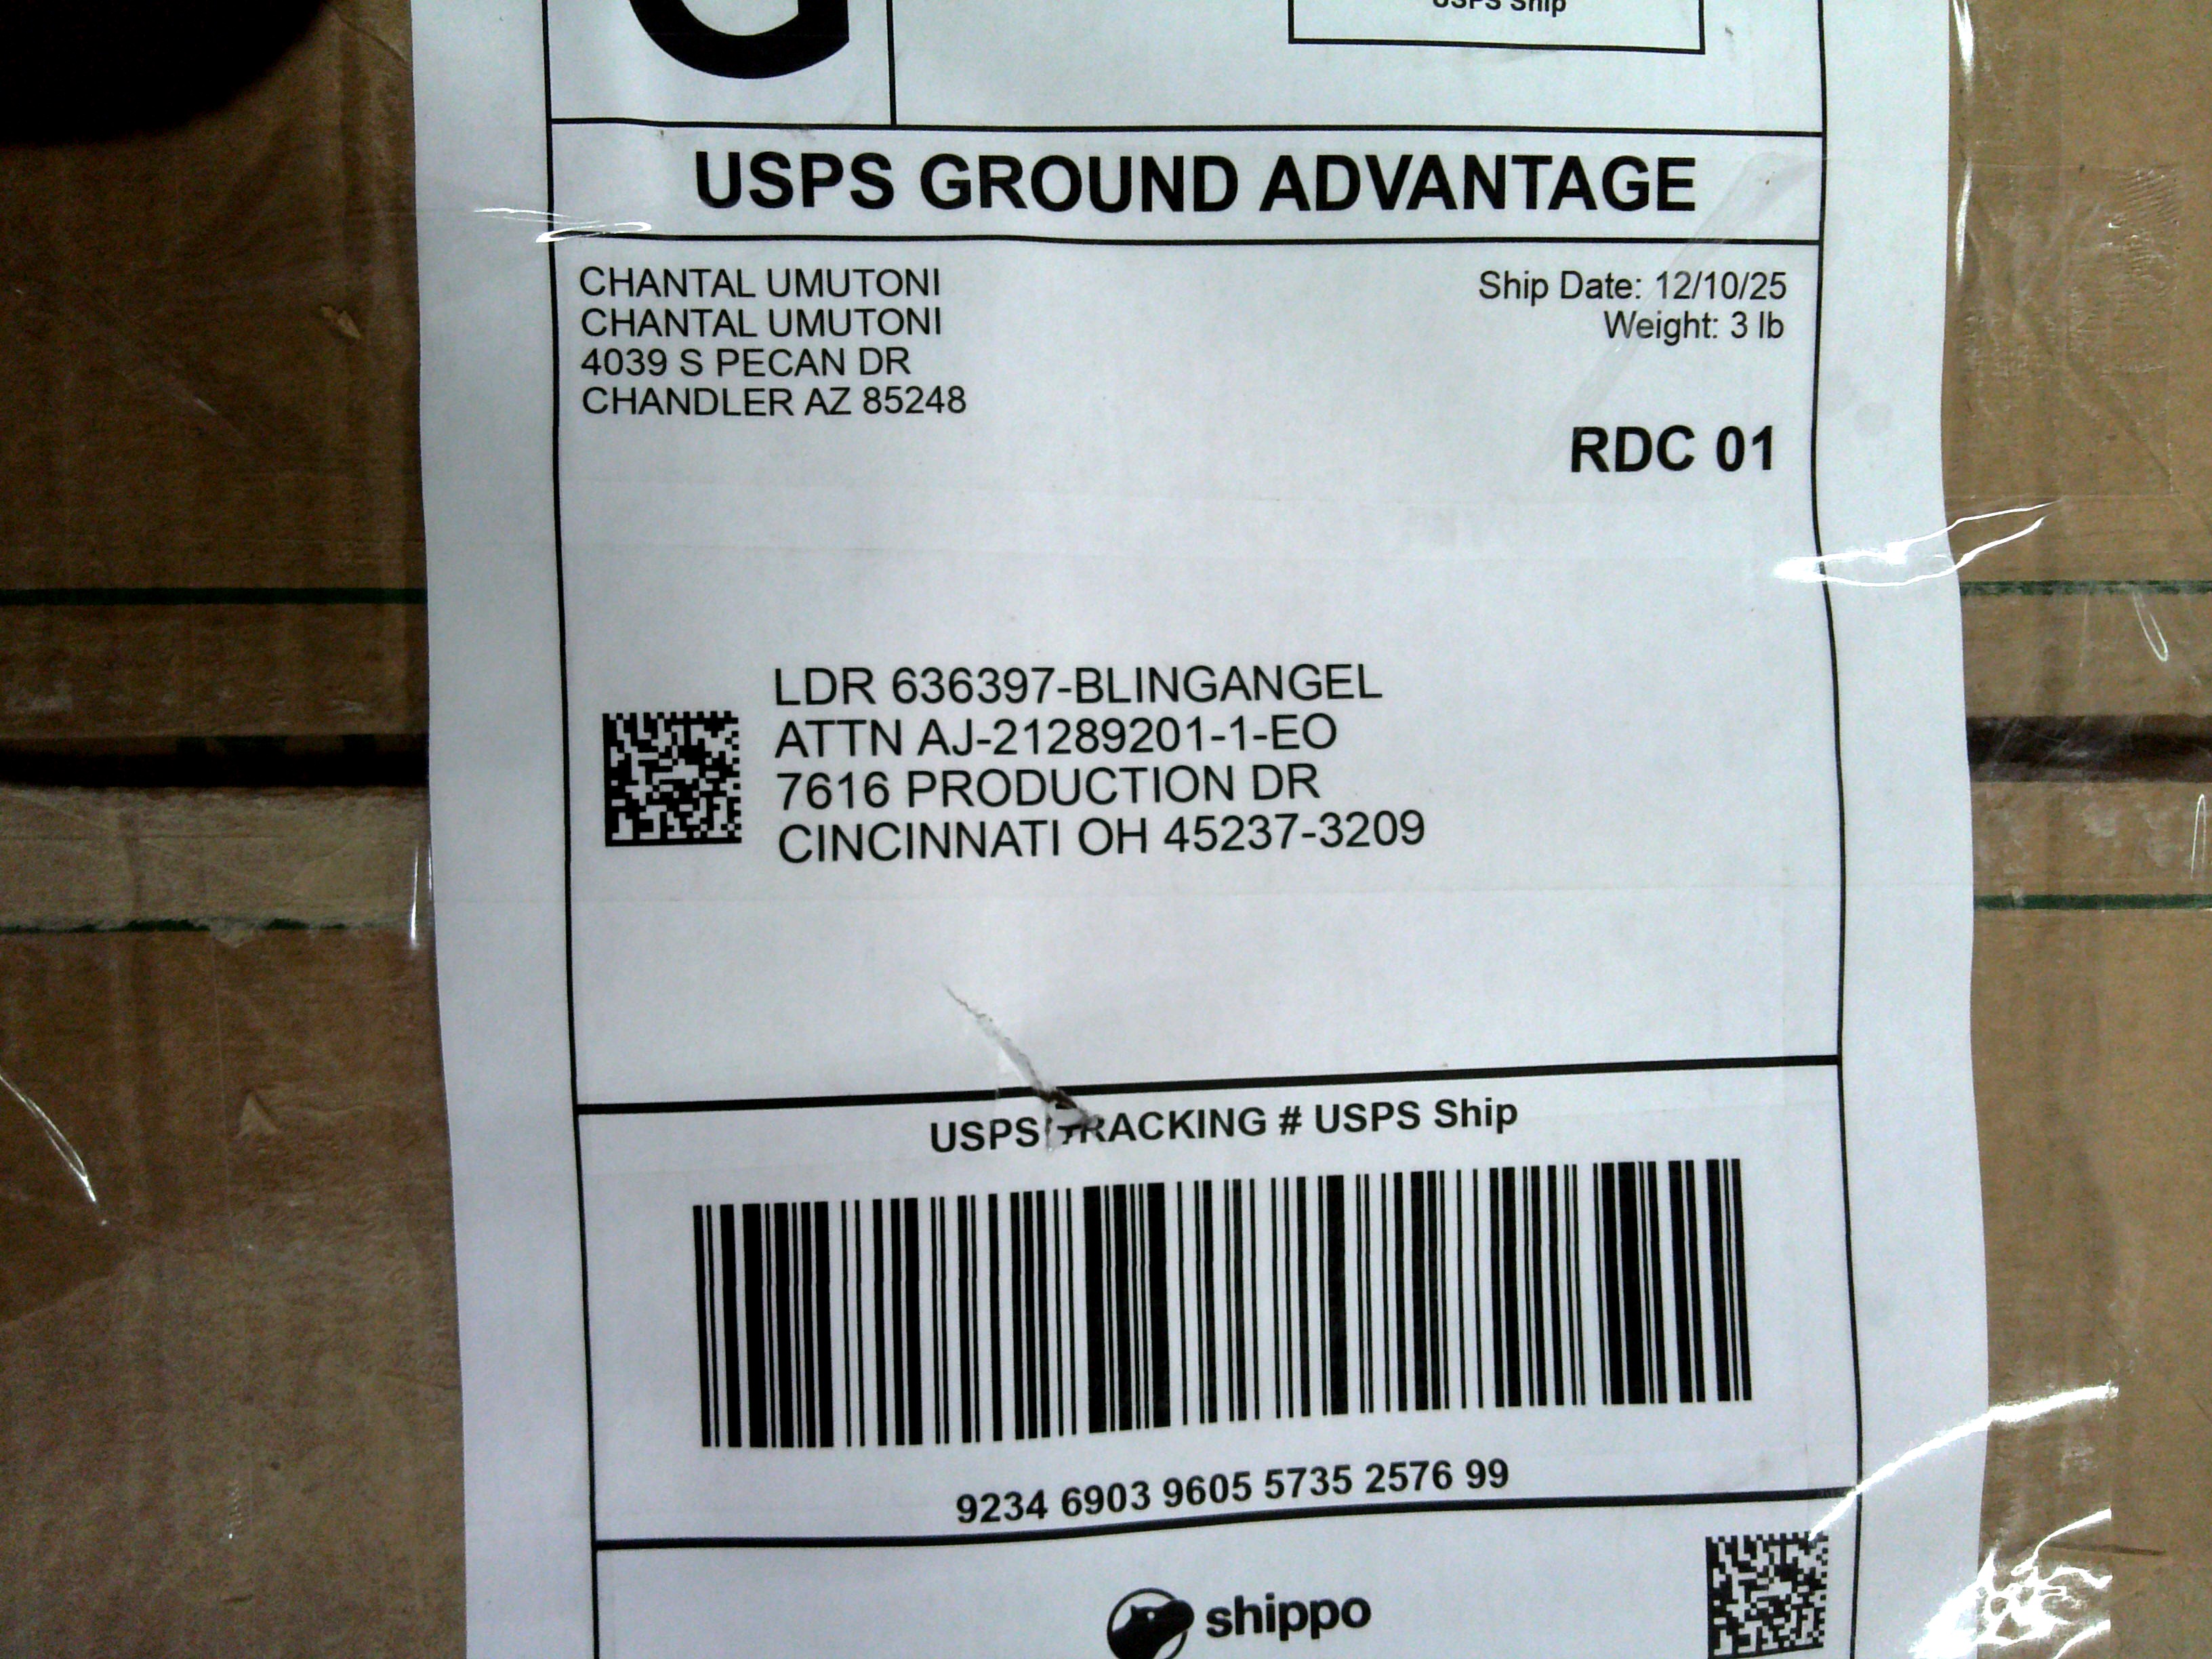 G
USPS Ship
USPS GROUND ADVANTAGE
CHANTAL UMUTONI
CHANTAL UMUTONI
4039 S PECAN DR
CHANDLER AZ 85248
Ship Date: 12/10/25
Weight: 3 lb
RDC 01
LDR 636397-BLINGANGEL
ATTN AJ-21289201-1-EO
7616 PRODUCTION DR
CINCINNATI OH 45237-3209
USPS TRACKING # USPS Ship
9234 6903 9605 5735 2576 99
shippo